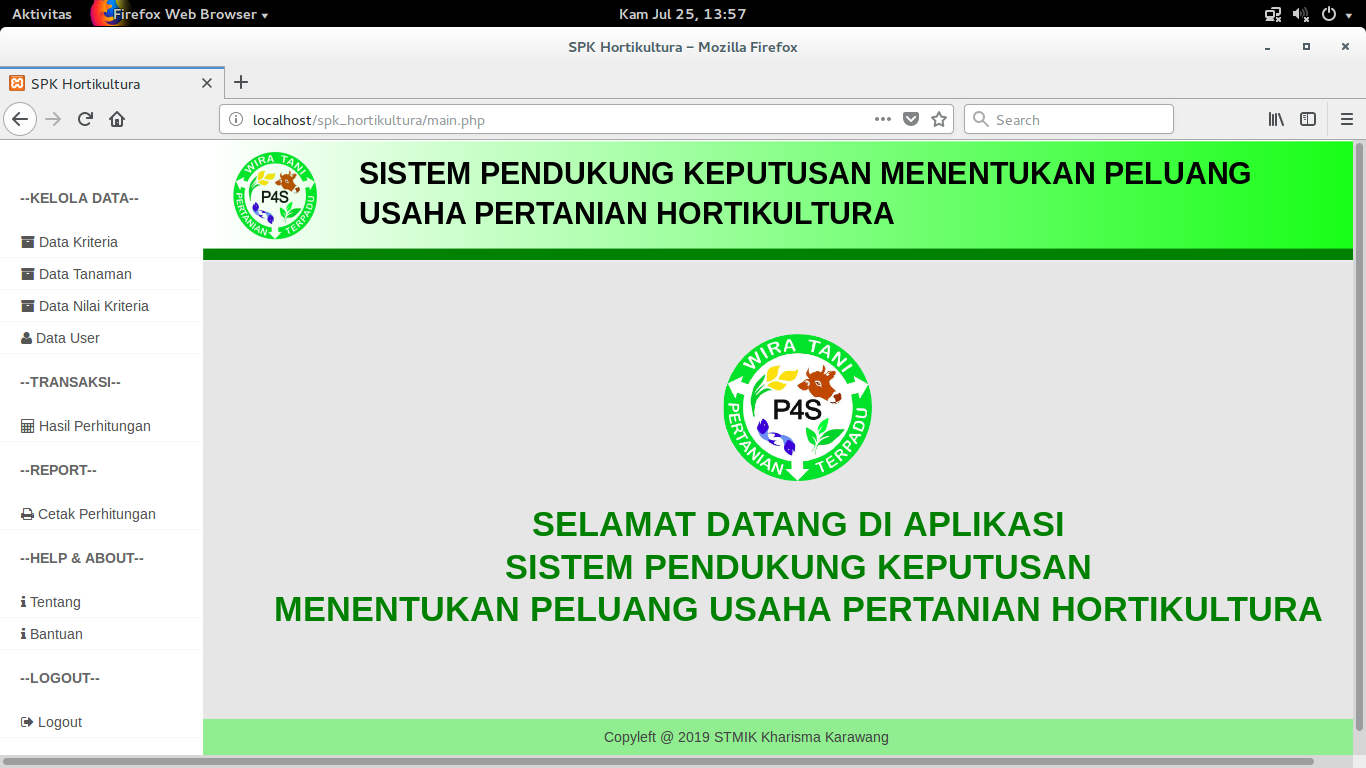 Aktivitas
Firefox Web Browser
Kam Jul 25, 13:57
SPK Hortikultura – Mozilla Firefox
SPK Hortikultura
localhost/spk_hortikultura/main.php
Search
--KELOLA DATA--
Data Kriteria
Data Tanaman
Data Nilai Kriteria
Data User
--TRANSAKSI--
Hasil Perhitungan
--REPORT--
Cetak Perhitungan
--HELP & ABOUT--
Tentang
Bantuan
--LOGOUT--
Logout
WIRA TANI
P4S
PERTANIAN TERPADU
SISTEM PENDUKUNG KEPUTUSAN MENENTUKAN PELUANG
USAHA PERTANIAN HORTIKULTURA
WIRA TANI
P4S
PERTANIAN TERPADU
SELAMAT DATANG DI APLIKASI
SISTEM PENDUKUNG KEPUTUSAN
MENENTUKAN PELUANG USAHA PERTANIAN HORTIKULTURA
Copyleft @ 2019 STMIK Kharisma Karawang